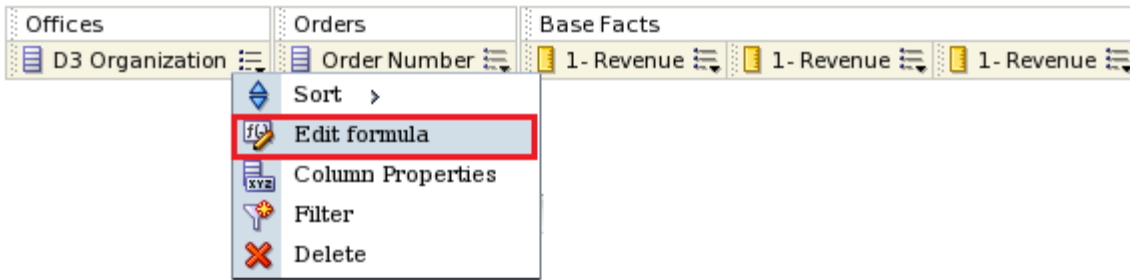 Offices Orders Base Facts
D3 Organization Order Number 1- Revenue 1- Revenue 1- Revenue
Sort >
f() Edit formula
XYZ Column Properties
Filter
Delete